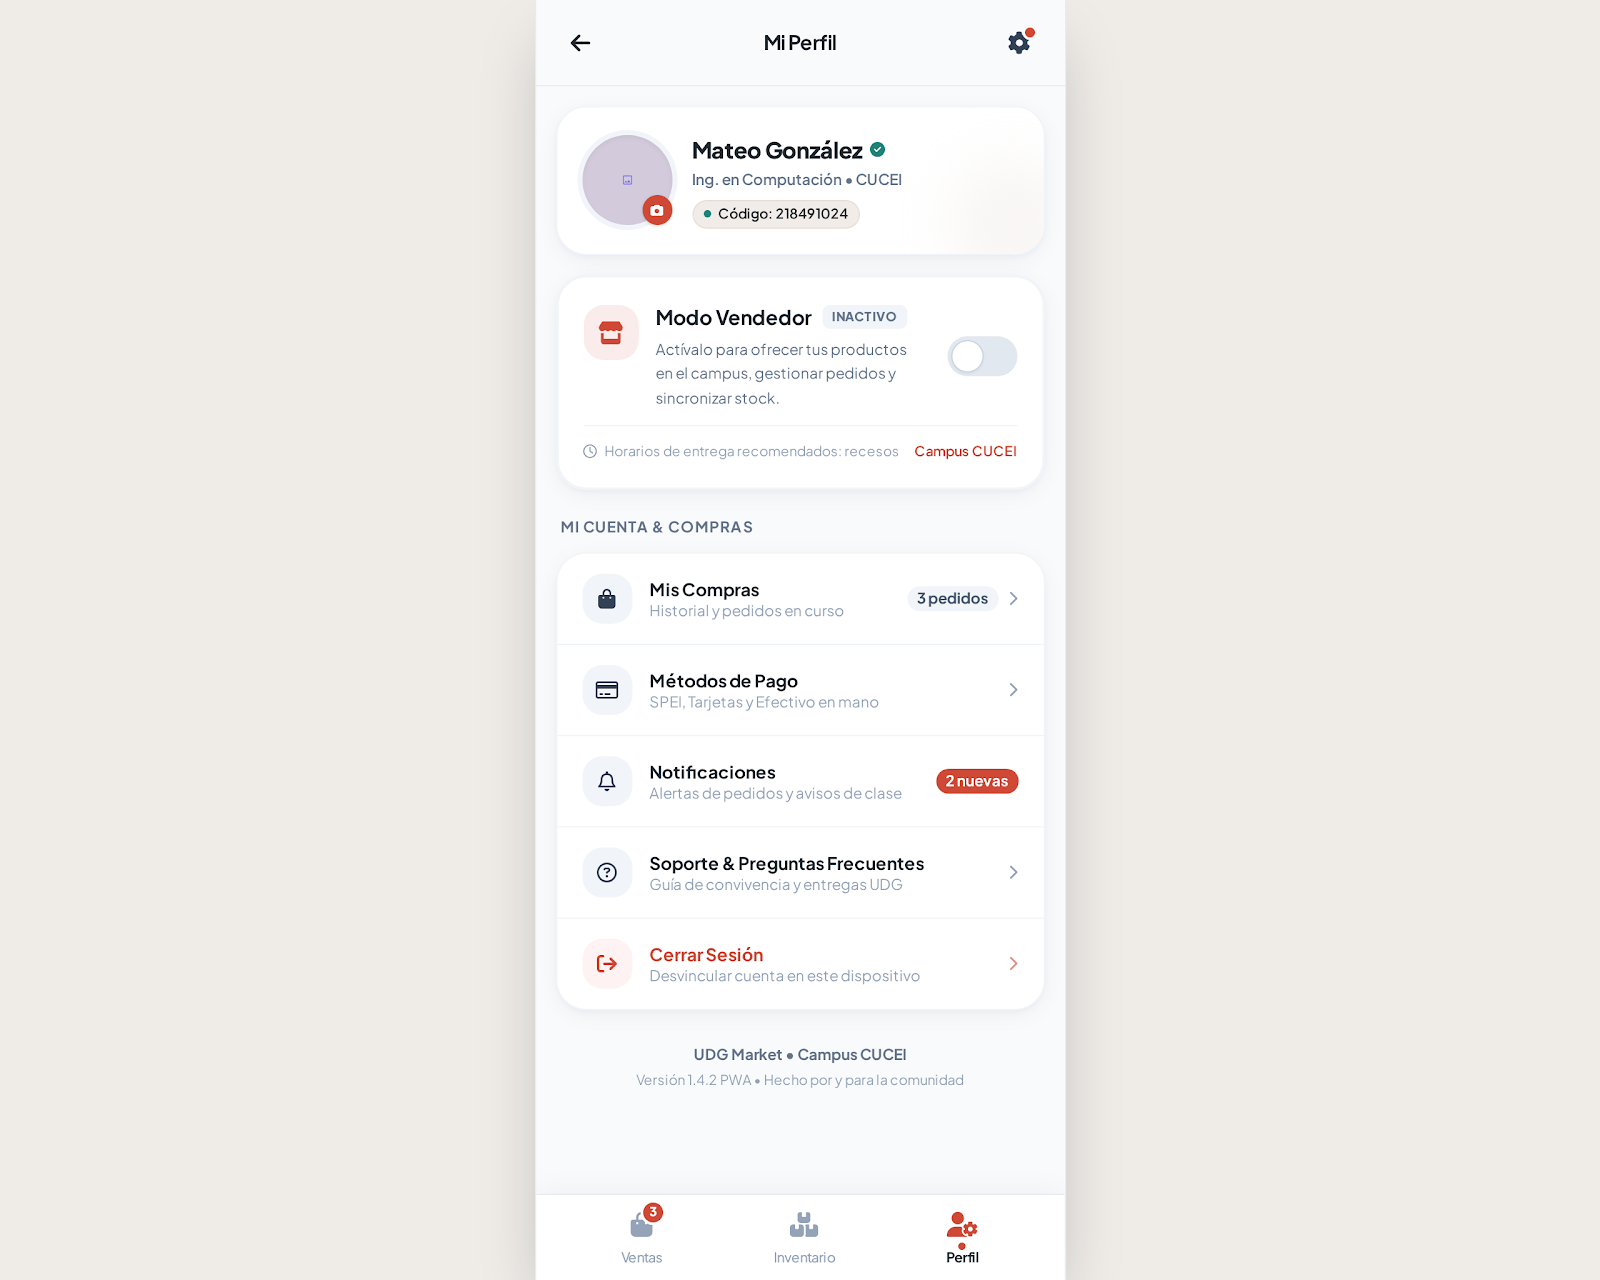 Mi Perfil
Mateo González
Ing. en Computación • CUCEI
Código: 218491024
Modo Vendedor INACTIVO
Actívalo para ofrecer tus productos
en el campus, gestionar pedidos y
sincronizar stock.
Horarios de entrega recomendados: recesos Campus CUCEI
MI CUENTA & COMPRAS
Mis Compras
Historial y pedidos en curso
3 pedidos
Métodos de Pago
SPEI, Tarjetas y Efectivo en mano
Notificaciones
Alertas de pedidos y avisos de clase
2 nuevas
Soporte & Preguntas Frecuentes
Guía de convivencia y entregas UDG
Cerrar Sesión
Desvincular cuenta en este dispositivo
UDG Market • Campus CUCEI
Versión 1.4.2 PWA • Hecho por y para la comunidad
3
Ventas Inventario Perfil